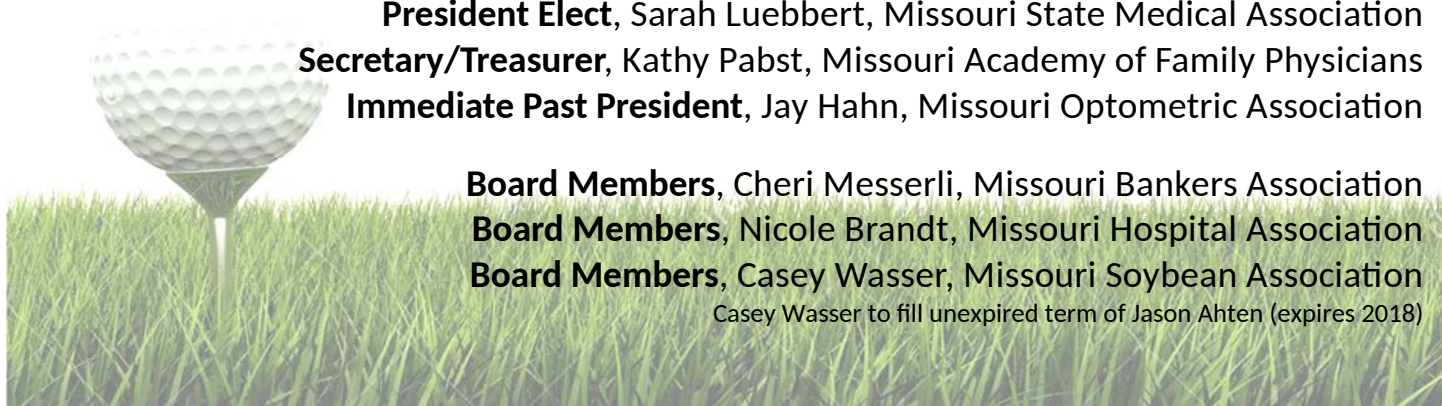 President Elect, Sarah Luebbert, Missouri State Medical Association
Secretary/Treasurer, Kathy Pabst, Missouri Academy of Family Physicians
Immediate Past President, Jay Hahn, Missouri Optometric Association
Board Members, Cheri Messerli, Missouri Bankers Association
Board Members, Nicole Brandt, Missouri Hospital Association
Board Members, Casey Wasser, Missouri Soybean Association
Casey Wasser to fill unexpired term of Jason Ahten (expires 2018)